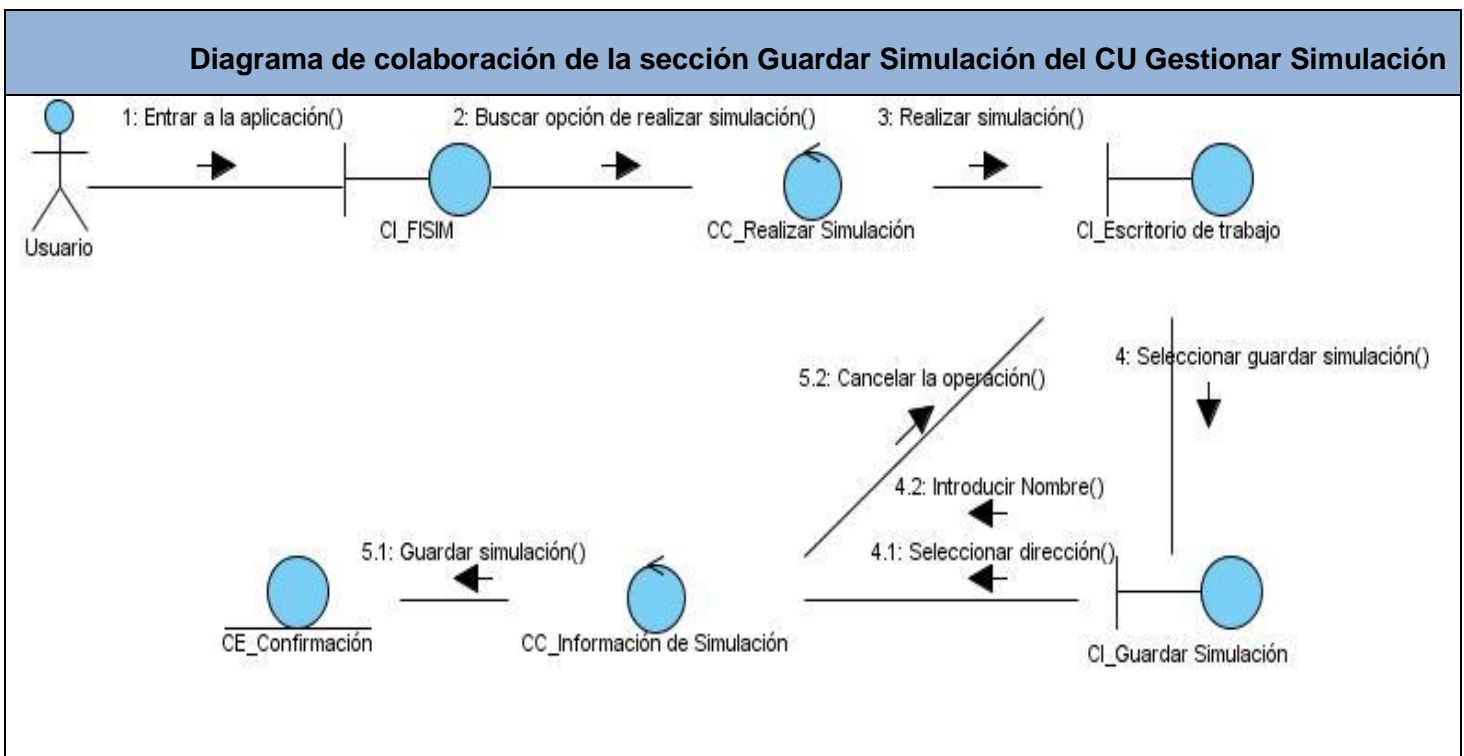 Diagrama de colaboración de la sección Guardar Simulación del CU Gestionar Simulación
1: Entrar a la aplicación()
2: Buscar opción de realizar simulación()
3: Realizar simulación()
Usuario
CI_FISIM
CC_Realizar Simulación
CI_Escritorio de trabajo
4: Seleccionar guardar simulación()
5.2: Cancelar la operación()
4.2: Introducir Nombre()
5.1: Guardar simulación()
4.1: Seleccionar dirección()
CE_Confirmación
CC_Información de Simulación
CI_Guardar Simulación